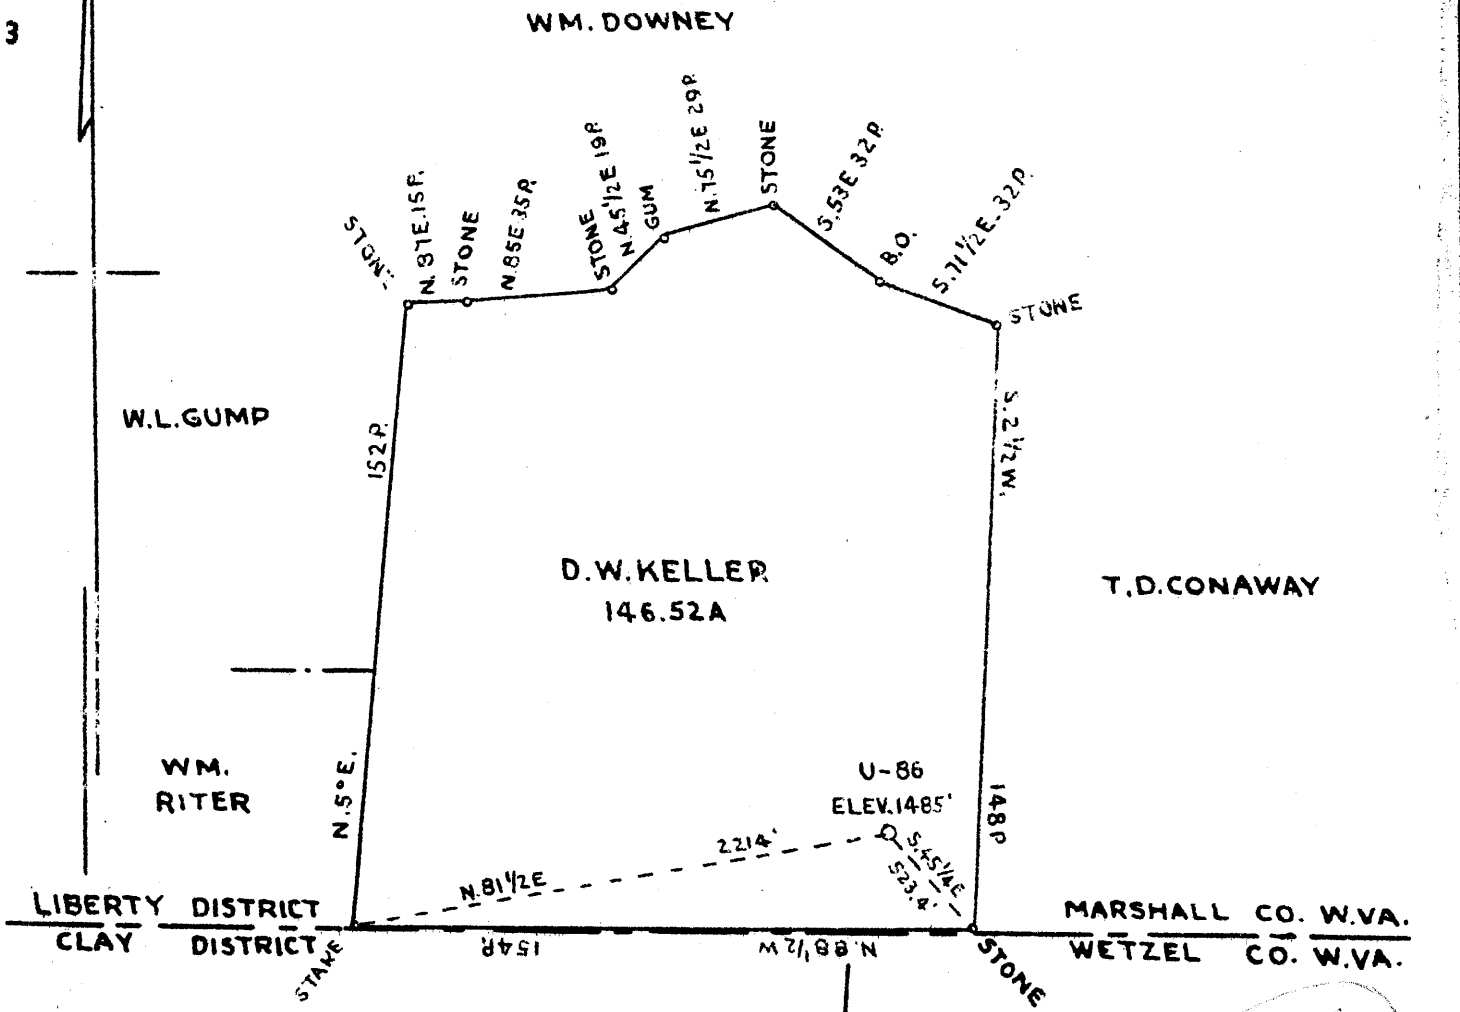 3
WM. DOWNEY
N. 87E. 15P.
STONE
N. 85E 35P.
STONE
N. 45 1/2 E 19P.
GUM
N. 75 1/2 E 29P.
STONE
S. 53E 32P.
B.O.
S. 71 1/2 E. 32P.
STONE
W.L. GUMP
152P.
S. 2 1/2 W.
D. W. KELLER
146.52A
T. D. CONAWAY
WM.
RITER
N. 5° E.
U-86
ELEV. 1485'
148P
2214'
N. 81 1/2 E
S. 45 1/4 E
523.
LIBERTY DISTRICT
CLAY DISTRICT
MARSHALL CO. W.VA.
WETZEL CO. W.VA.
STAKE
154P.
N. 88 1/2 W
STONE